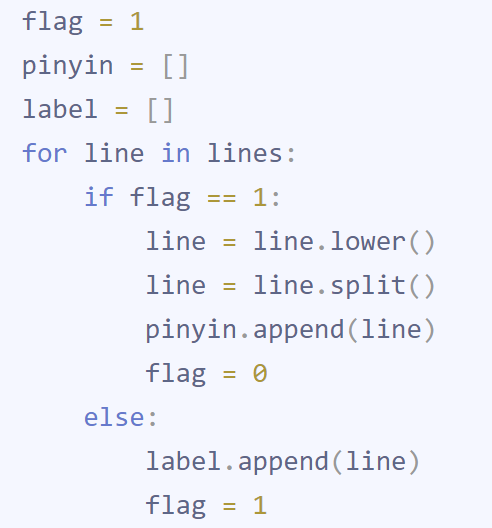 flag = 1
pinyin = []
label = []
for line in lines:
    if flag == 1:
        line = line.lower()
        line = line.split()
        pinyin.append(line)
        flag = 0
    else:
        label.append(line)
        flag = 1